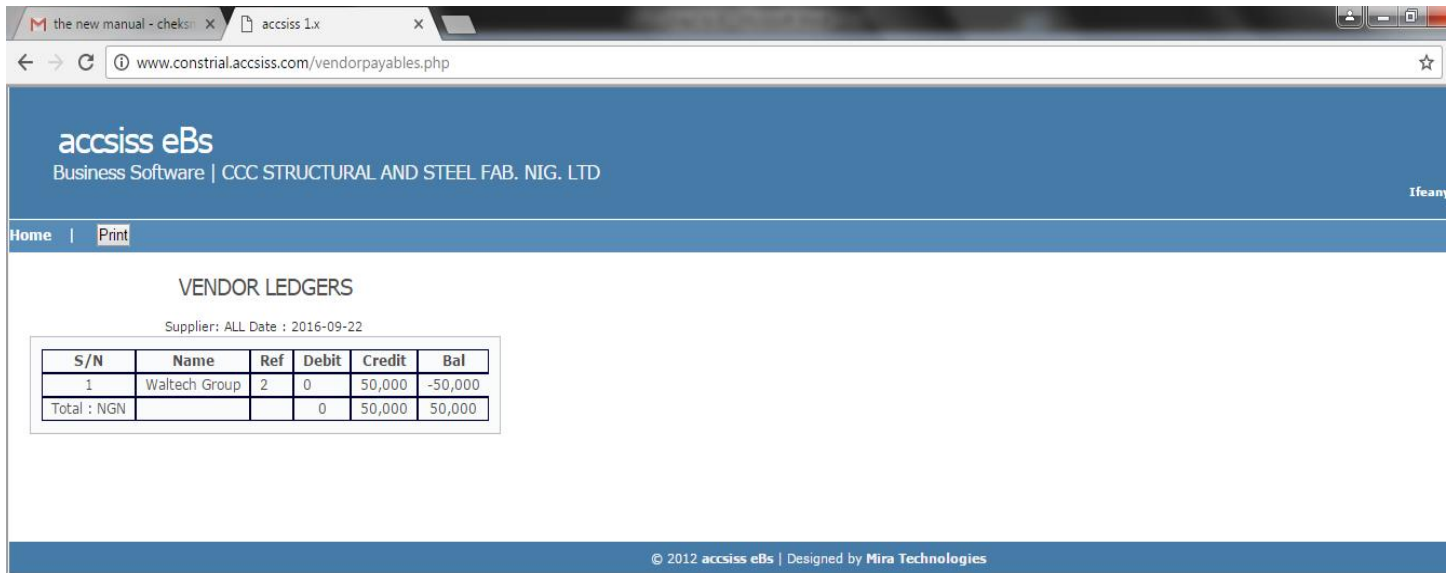 the new manual - cheksn
accsiss 1.x
www.constrial.accsiss.com/vendorpayables.php
accsiss eBs
Business Software | CCC STRUCTURAL AND STEEL FAB. NIG. LTD
Ifeany
Home | Print
VENDOR LEDGERS
Supplier: ALL Date : 2016-09-22
S/N Name Ref Debit Credit Bal
1 Waltech Group 2 0 50,000 -50,000
Total : NGN 0 50,000 50,000
© 2012 accsiss eBs | Designed by Mira Technologies